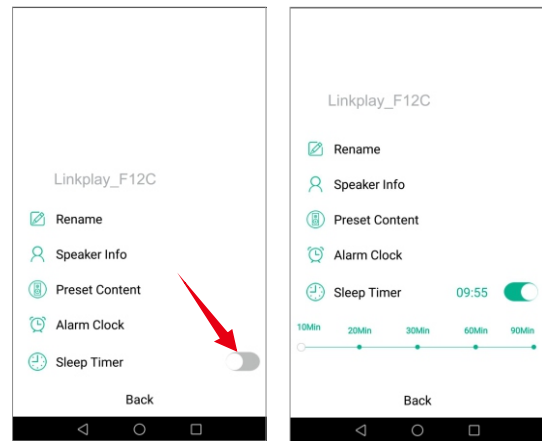 Linkplay_F12C
Rename
Speaker Info
Preset Content
Alarm Clock
Sleep Timer
Back
Linkplay_F12C
Rename
Speaker Info
Preset Content
Alarm Clock
Sleep Timer 09:55
10Min 20Min 30Min 60Min 90Min
Back